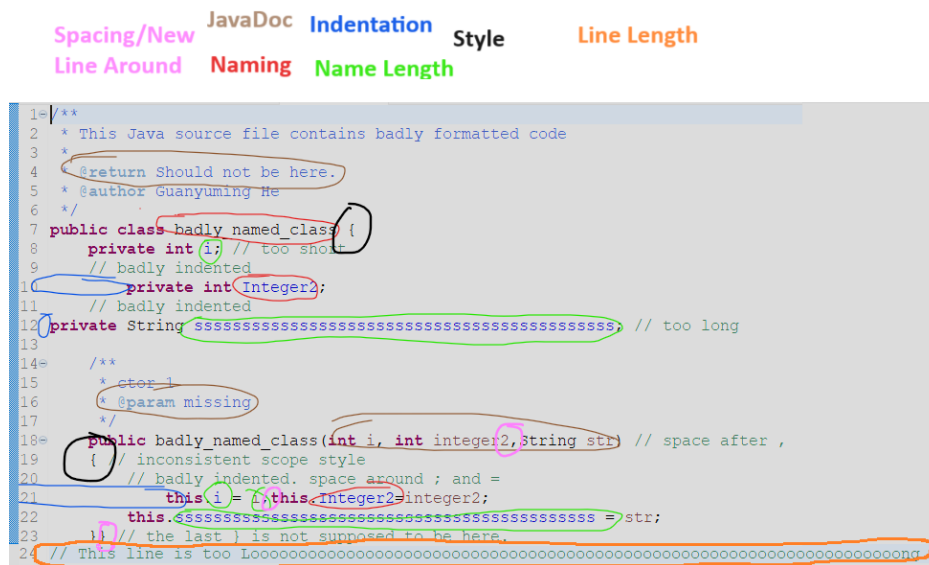 Spacing/New JavaDoc Indentation Style Line Length
Line Around Naming Name Length
1 /**
2 * This Java source file contains badly formatted code
3 *
4 * @return Should not be here.
5 * @author Guanyuming He
6 */
7 public class badly_named_class {
8 private int i; // too short
9 // badly indented
10 private int Integer2;
11 // badly indented
12 private String ssssssssssssssssssssssssssssssssssssssssssss; // too long
13
14 /**
15 * ctor 1
16 * @param missing
17 */
18 public badly_named_class(int i, int integer2,String str) // space after ,
19 { // inconsistent scope style
20 // badly indented. space around ; and =
21 this.i = i;this.Integer2=integer2;
22 this.ssssssssssssssssssssssssssssssssssssssssssss = str;
23 }} // the last } is not supposed to be here.
24 // This line is too Looooooooooooooooooooooooooooooooooooooooooooooooooooooooooooooooooooong